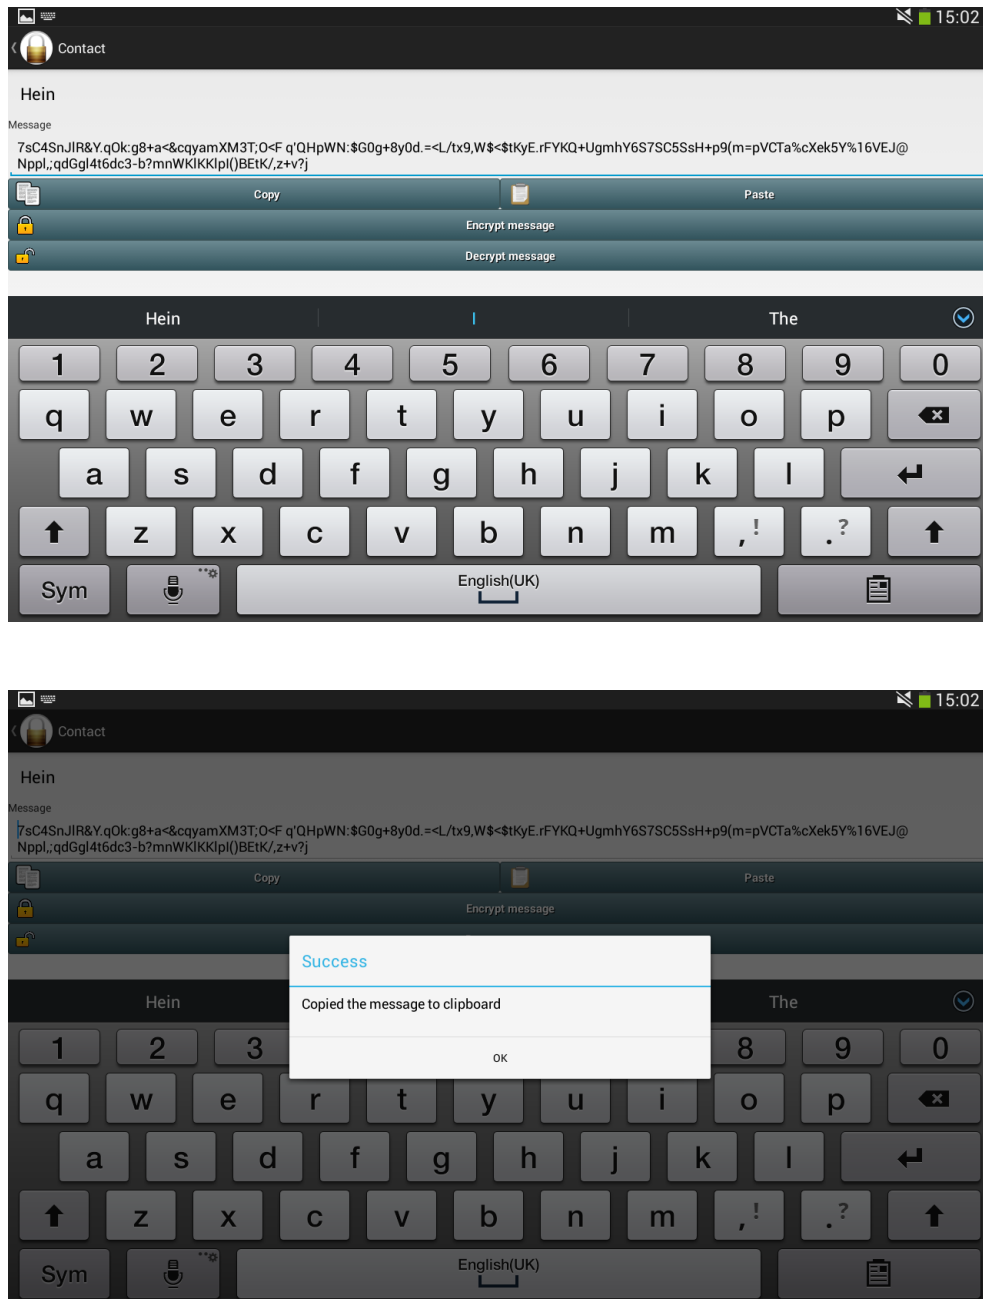 15:02
Contact
Hein
Message
7sC4SnJlR&Y.qOk:g8+a<&cqyamXM3T;O<F q'QHpWN:$G0g+8y0d.=<L/tx9,W$<$tKyE.rFYKQ+UgmhY6S7SC5SsH+p9(m=pVCTa%cXek5Y%16VEJ@
Nppl,;qdGgl4t6dc3-b?mnWKlKKlpI()BEtK/,z+v?j
Copy Paste
Encrypt message
Decrypt message
Hein I The
1 2 3 4 5 6 7 8 9 0
q w e r t y u i o p
a s d f g h j k l
z x c v b n m ,! .?
Sym English(UK)
15:02
Contact
Hein
Message
7sC4SnJlR&Y.qOk:g8+a<&cqyamXM3T;O<F q'QHpWN:$G0g+8y0d.=<L/tx9,W$<$tKyE.rFYKQ+UgmhY6S7SC5SsH+p9(m=pVCTa%cXek5Y%16VEJ@
Nppl,;qdGgl4t6dc3-b?mnWKlKKlpI()BEtK/,z+v?j
Copy Paste
Encrypt message
Success
Copied the message to clipboard
OK
Hein The
1 2 3 8 9 0
q w e r t y u i o p
a s d f g h j k l
z x c v b n m ,! .?
Sym English(UK)